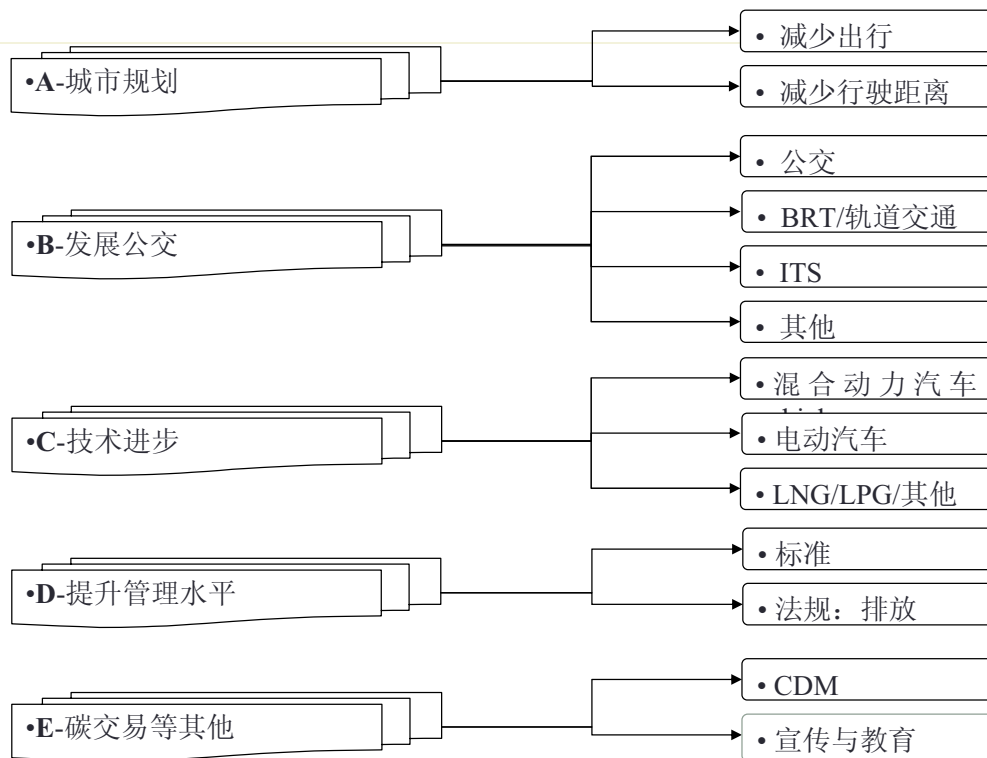 • 减少出行
•A-城市规划
• 减少行驶距离
• 公交
• BRT/轨道交通
•B-发展公交
• ITS
• 其他
• 混合动力汽车
•C-技术进步
• 电动汽车
• LNG/LPG/其他
• 标准
•D-提升管理水平
• 法规：排放
• CDM
•E-碳交易等其他
• 宣传与教育